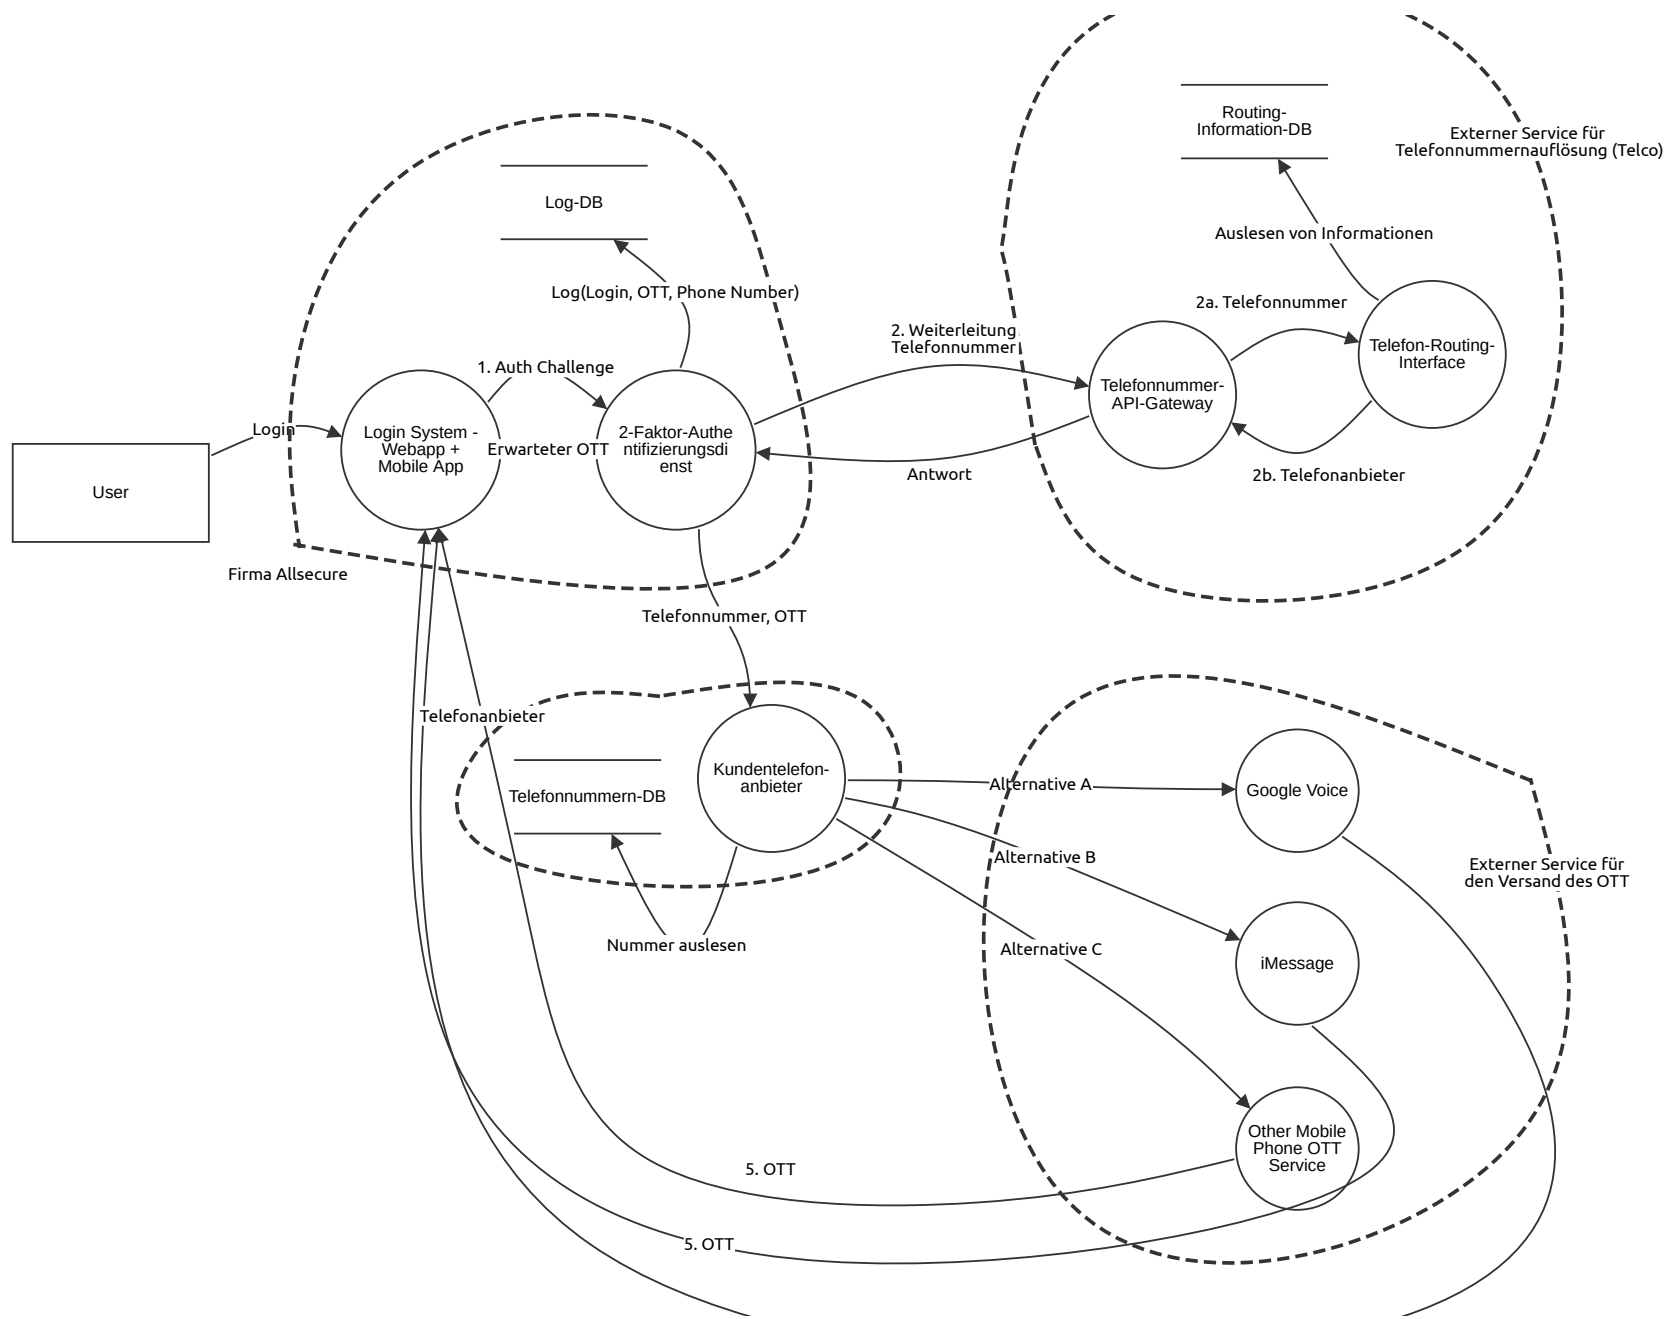 Routing-
Information-DB
Externer Service für
Telefonnummernauflösung (Telco)
Log-DB
Auslesen von Informationen
Log(Login, OTT, Phone Number)
2a. Telefonnummer
2. Weiterleitung
Telefonnummer
Telefon-Routing-
Interface
1. Auth Challenge
Telefonnummer-
API-Gateway
Login
Login System -
Webapp +
Mobile App
Erwarteter OTT
2-Faktor-Authe
ntifizierungsdi
enst
Antwort
2b. Telefonanbieter
User
Firma Allsecure
Telefonnummer, OTT
Telefonanbieter
Telefonnummern-DB
Kundentelefon-
anbieter
Alternative A
Google Voice
Alternative B
Externer Service für
den Versand des OTT
Nummer auslesen
Alternative C
iMessage
Other Mobile
Phone OTT
Service
5. OTT
5. OTT